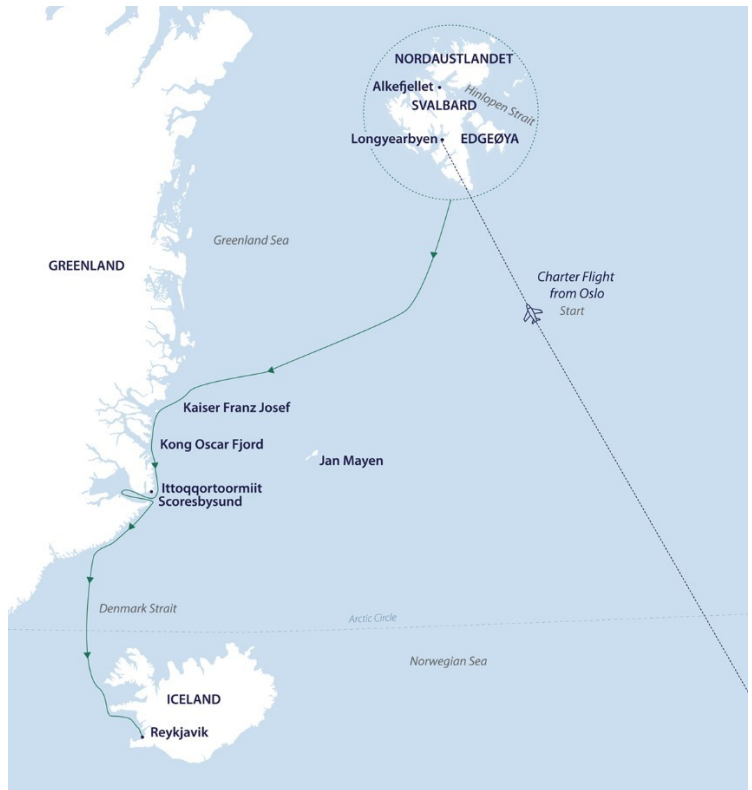 NORDAUSTLANDET
Alkefjellet
Hinlopen Strait
SVALBARD
Longyearbyen
EDGEØYA
Greenland Sea
GREENLAND
Charter Flight
from Oslo
Start
Kaiser Franz Josef
Kong Oscar Fjord
Jan Mayen
Ittoqqortoormiit
Scoresbysund
Denmark Strait
Arctic Circle
Norwegian Sea
ICELAND
Reykjavik